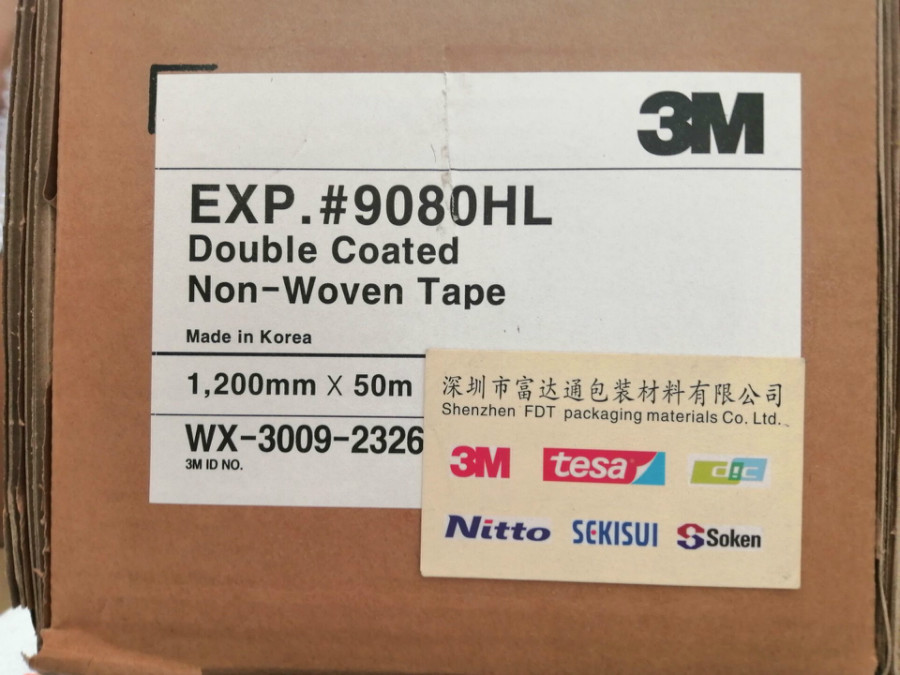 3M
EXP.#9080HL
Double Coated
Non-Woven Tape
Made in Korea
1,200mm X 50m
WX-3009-2326
3M ID NO.
深圳市富达通包装材料有限公司
Shenzhen FDT packaging materials Co. Ltd.
3M tesa dgc
Nitto SEKISUI Soken